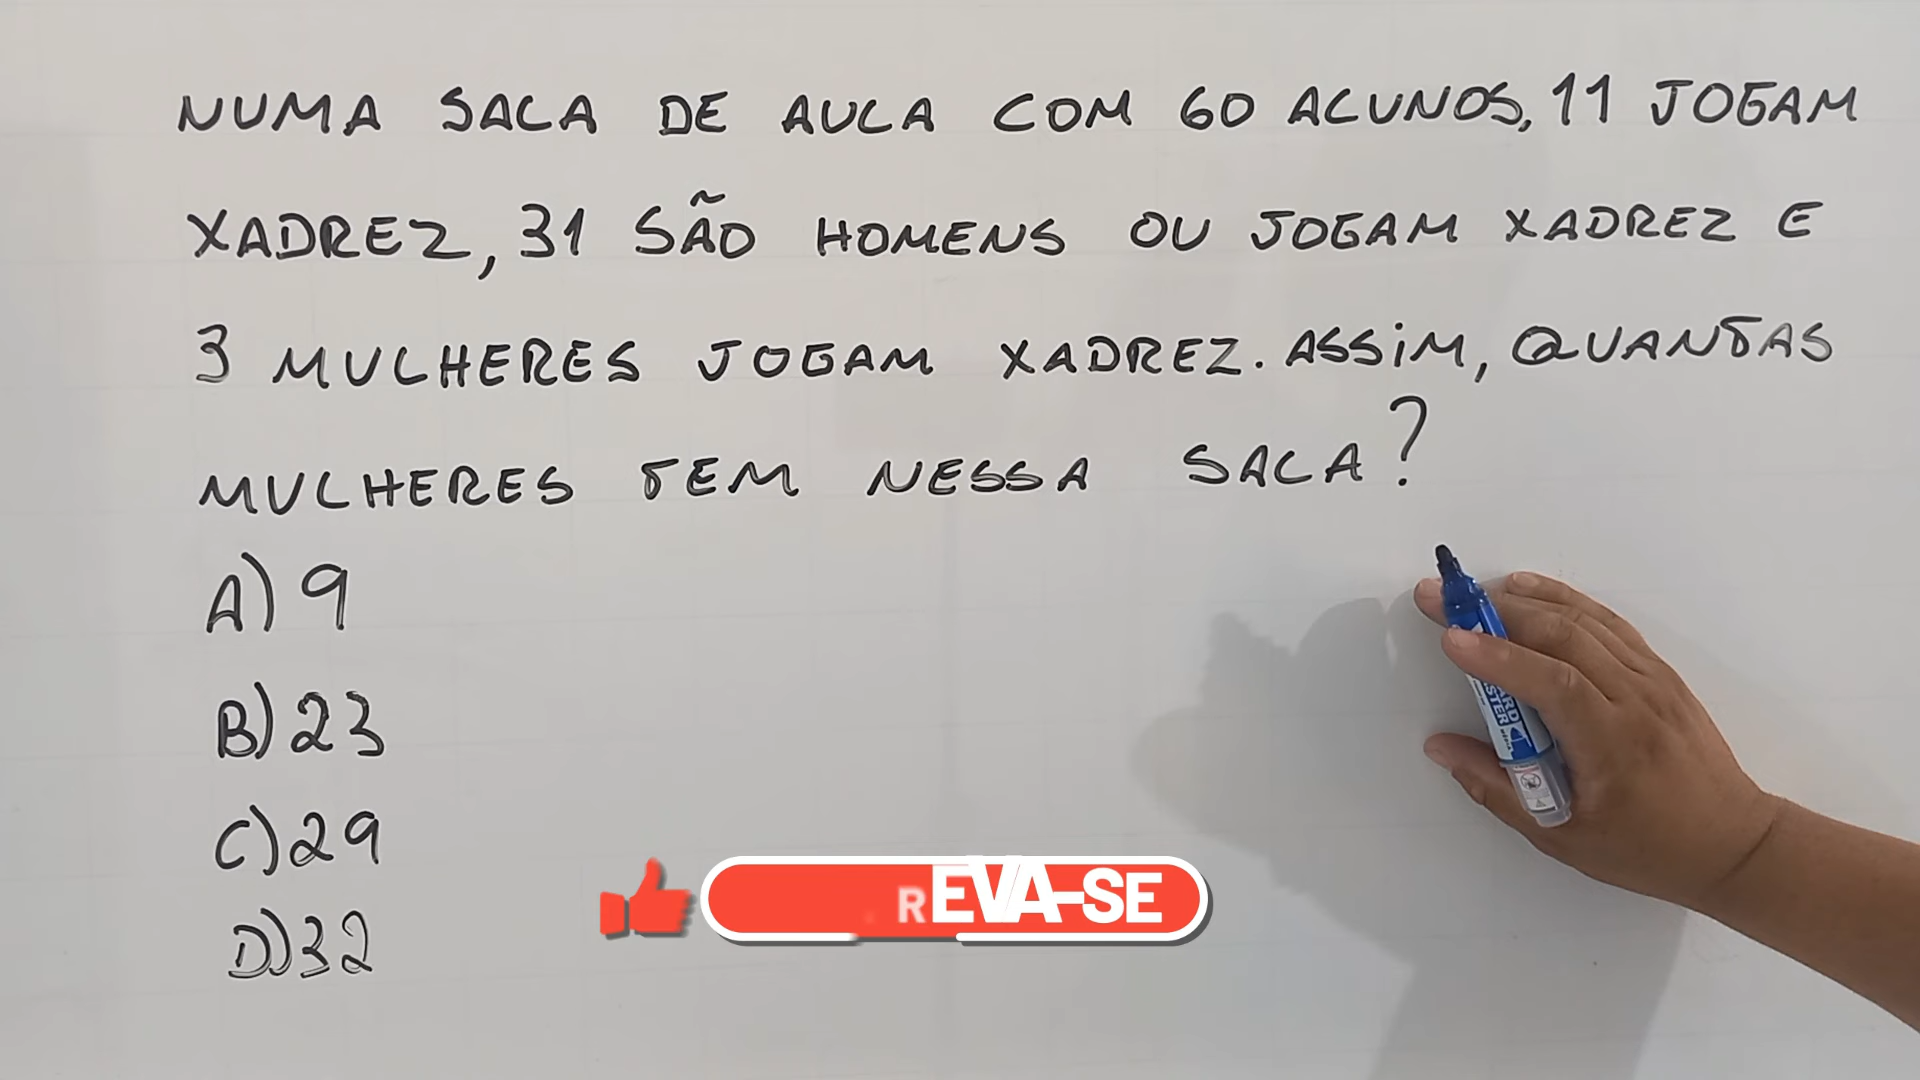 NUMA SALA DE AULA COM 60 ALUNOS, 11 JOGAM
XADREZ, 31 SÃO HOMENS OU JOGAM XADREZ E
3 MULHERES JOGAM XADREZ. ASSIM, QUANTAS
MULHERES TEM NESSA SALA?
A) 9
B) 23
C) 29
D) 32
REVA-SE